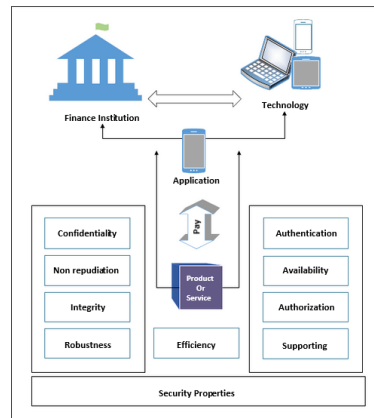 Finance Institution
Technology
Application
Pay
Confidentiality
Non repudiation
Integrity
Robustness
Product
Or
Service
Efficiency
Authentication
Availability
Authorization
Supporting
Security Properties